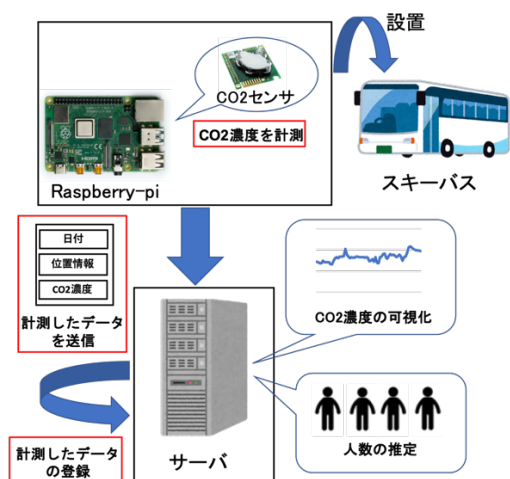 設置
CO2センサ
CO2濃度を計測
Raspberry-pi
スキーバス
日付
位置情報
CO2濃度
計測したデータ
を送信
CO2濃度の可視化
人数の推定
サーバ
計測したデータ
の登録